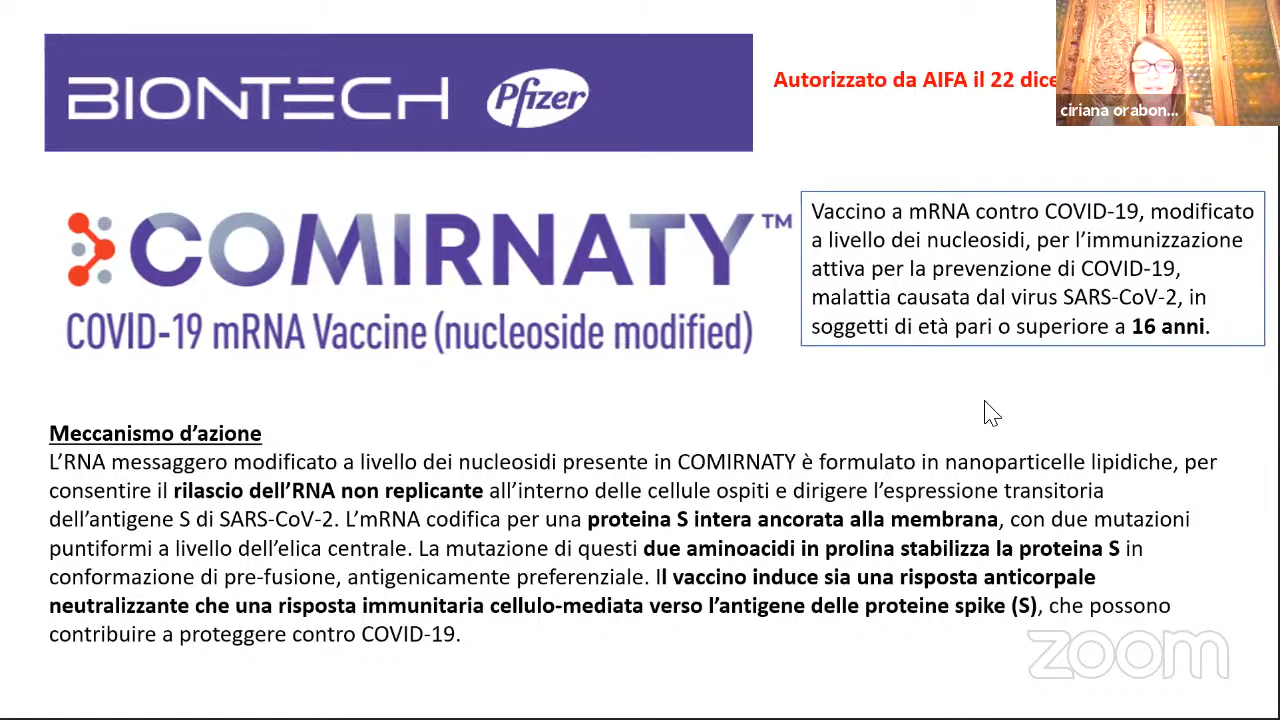 BIONTECH Pfizer
Autorizzato da AIFA il 22 dice
ciriana orabon...
COMIRNATY™
COVID-19 mRNA Vaccine (nucleoside modified)
Vaccino a mRNA contro COVID-19, modificato
a livello dei nucleosidi, per l’immunizzazione
attiva per la prevenzione di COVID-19,
malattia causata dal virus SARS-CoV-2, in
soggetti di età pari o superiore a 16 anni.
Meccanismo d’azione
L’RNA messaggero modificato a livello dei nucleosidi presente in COMIRNATY è formulato in nanoparticelle lipidiche, per
consentire il rilascio dell’RNA non replicante all’interno delle cellule ospiti e dirigere l’espressione transitoria
dell’antigene S di SARS-CoV-2. L’mRNA codifica per una proteina S intera ancorata alla membrana, con due mutazioni
puntiformi a livello dell’elica centrale. La mutazione di questi due aminoacidi in prolina stabilizza la proteina S in
conformazione di pre-fusione, antigenicamente preferenziale. Il vaccino induce sia una risposta anticorpale
neutralizzante che una risposta immunitaria cellulo-mediata verso l’antigene delle proteine spike (S), che possono
contribuire a proteggere contro COVID-19.
zoom